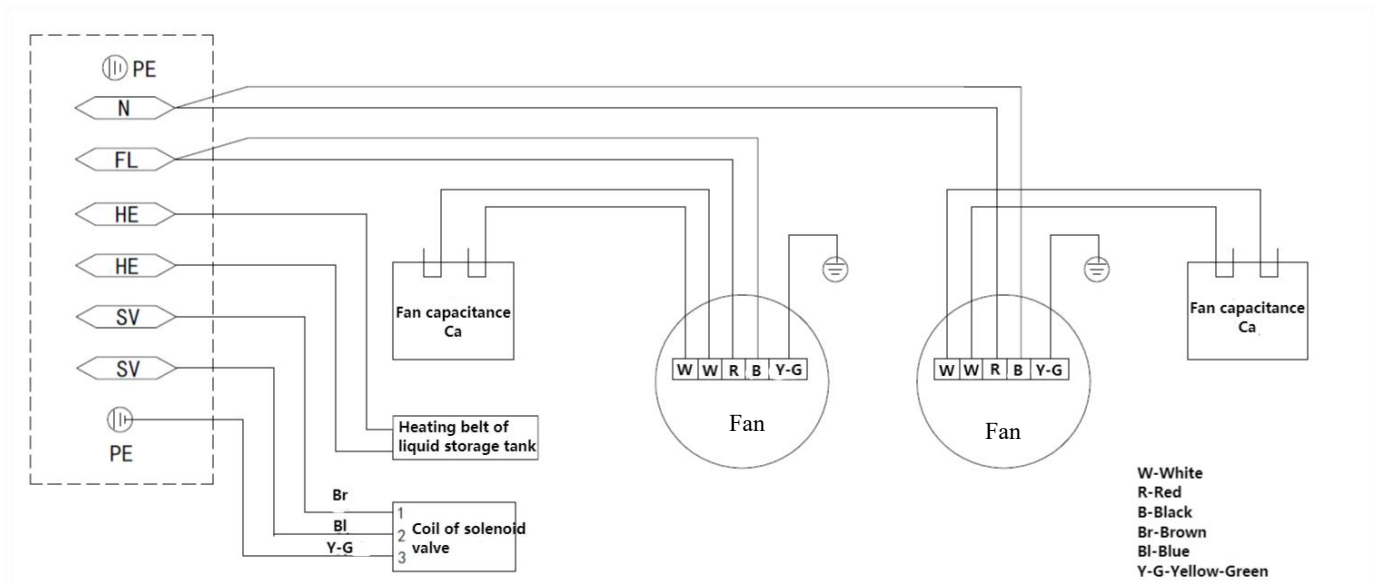 PE
N
FL
HE
HE
SV
SV
PE
Fan capacitance
Ca
W W R B Y-G
Fan
W W R B Y-G
Fan
Fan capacitance
Ca
Heating belt of
liquid storage tank
Br
Bl
Y-G
1
2
3
Coil of solenoid
valve
W-White
R-Red
B-Black
Br-Brown
Bl-Blue
Y-G-Yellow-Green